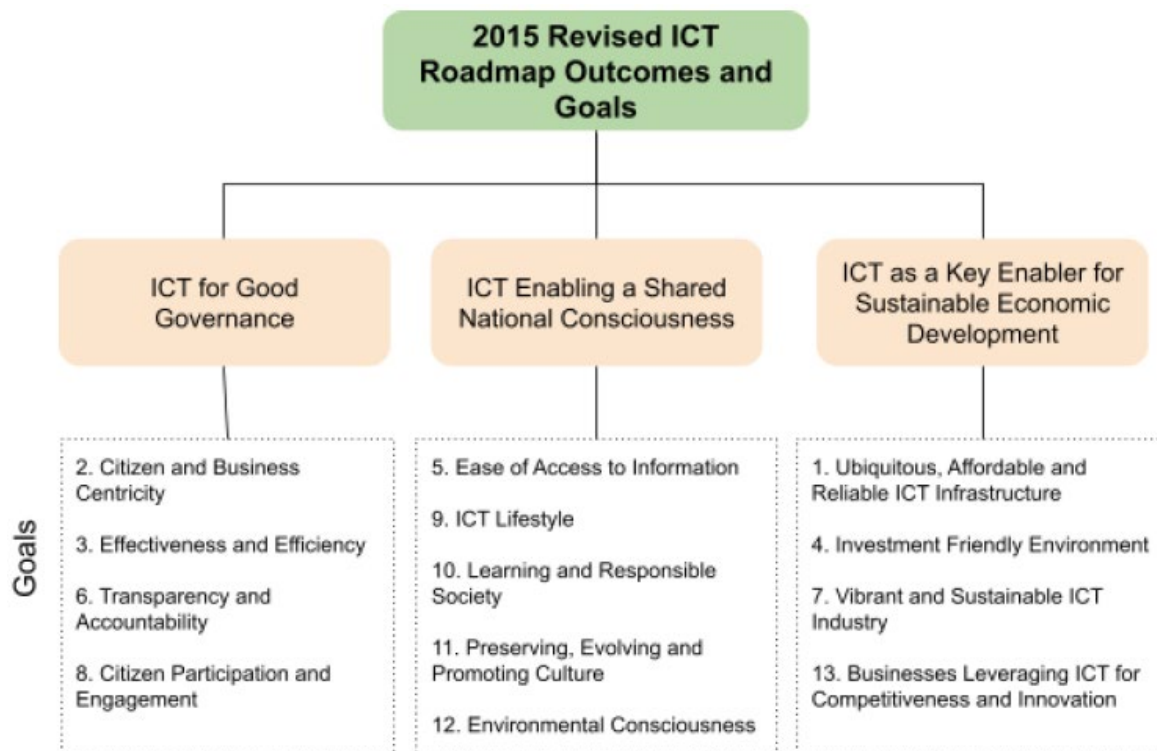 2015 Revised ICT
Roadmap Outcomes and
Goals
ICT for Good
Governance
ICT Enabling a Shared
National Consciousness
ICT as a Key Enabler for
Sustainable Economic
Development
Goals
2. Citizen and Business
Centricity
3. Effectiveness and Efficiency
6. Transparency and
Accountability
8. Citizen Participation and
Engagement
5. Ease of Access to Information
9. ICT Lifestyle
10. Learning and Responsible
Society
11. Preserving, Evolving and
Promoting Culture
12. Environmental Consciousness
1. Ubiquitous, Affordable and
Reliable ICT Infrastructure
4. Investment Friendly Environment
7. Vibrant and Sustainable ICT
Industry
13. Businesses Leveraging ICT for
Competitiveness and Innovation